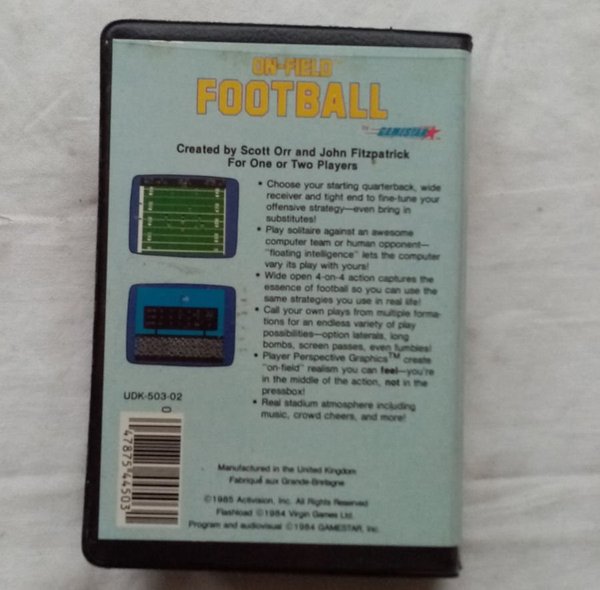 ON-FIELD™
FOOTBALL
by GAMESTAR
Created by Scott Orr and John Fitzpatrick
For One or Two Players
• Choose your starting quarterback, wide
receiver and tight end to fine-tune your
offensive strategy—even bring in
substitutes!
• Play solitaire against an awesome
computer team or human opponent—
"floating intelligence" lets the computer
vary its play with yours!
• Wide open 4-on-4 action captures the
essence of football so you can use the
same strategies you use in real life!
• Call your own plays from multiple forma-
tions for an endless variety of play
possibilities—option laterals, long
bombs, screen passes, even fumbles!
• Player Perspective Graphics™ create
"on-field" realism you can feel—you're
in the middle of the action, not in the
pressbox!
• Real stadium atmosphere including
music, crowd cheers, and more!
UDK-503-02
0
47875 44503
Manufactured in the United Kingdom
Fabriqué aux Grande-Bretagne
©1985 Activision, Inc. All Rights Reserved
Flashload ©1984 Virgin Games Ltd.
Program and audiovisual ©1984 GAMESTAR, Inc.